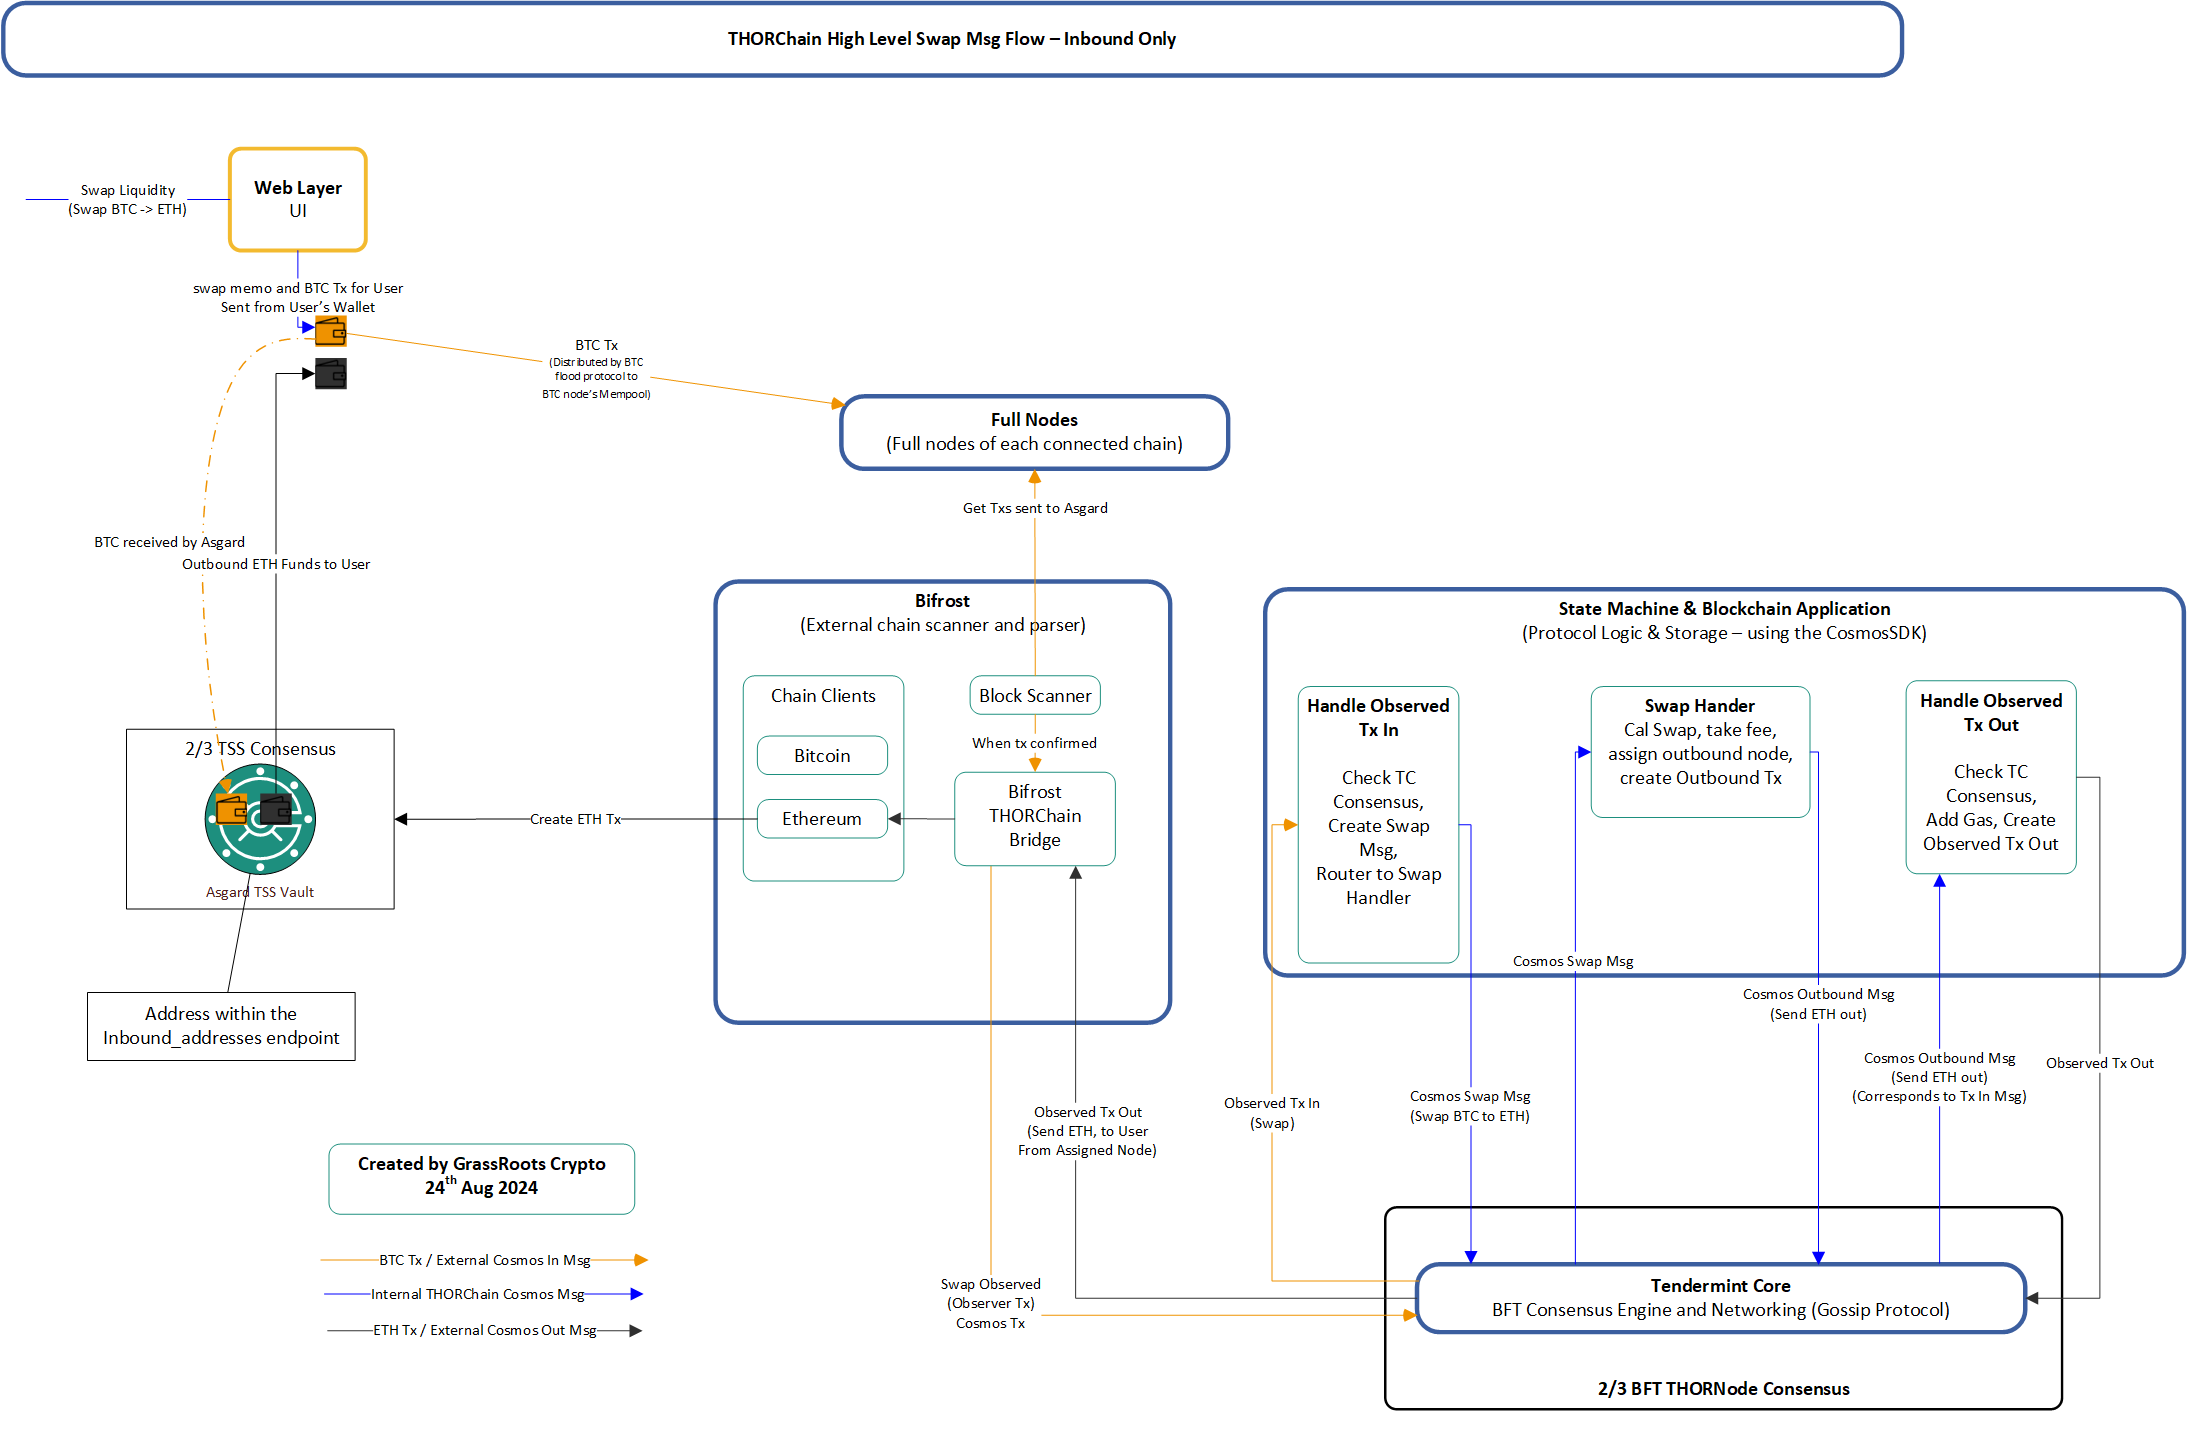 THORChain High Level Swap Msg Flow – Inbound Only
Swap Liquidity
(Swap BTC -> ETH)
Web Layer
UI
swap memo and BTC Tx for User
Sent from User's Wallet
BTC Tx
(Distributed by BTC
flood protocol to
BTC node's Mempool)
Full Nodes
(Full nodes of each connected chain)
Get Txs sent to Asgard
BTC received by Asgard
Outbound ETH Funds to User
Bifrost
(External chain scanner and parser)
Chain Clients
Bitcoin
Ethereum
Block Scanner
When tx confirmed
Bifrost
THORChain
Bridge
Create ETH Tx
2/3 TSS Consensus
Asgard TSS Vault
Address within the
Inbound_addresses endpoint
State Machine & Blockchain Application
(Protocol Logic & Storage – using the CosmosSDK)
Handle Observed
Tx In
Check TC
Consensus,
Create Swap
Msg,
Router to Swap
Handler
Swap Hander
Cal Swap, take fee,
assign outbound node,
create Outbound Tx
Handle Observed
Tx Out
Check TC
Consensus,
Add Gas, Create
Observed Tx Out
Cosmos Swap Msg
Cosmos Outbound Msg
(Send ETH out)
Cosmos Outbound Msg
(Send ETH out)
(Corresponds to Tx In Msg)
Observed Tx Out
Observed Tx Out
(Send ETH, to User
From Assigned Node)
Observed Tx In
(Swap)
Cosmos Swap Msg
(Swap BTC to ETH)
Swap Observed
(Observer Tx)
Cosmos Tx
Tendermint Core
BFT Consensus Engine and Networking (Gossip Protocol)
2/3 BFT THORNode Consensus
Created by GrassRoots Crypto
24th Aug 2024
BTC Tx / External Cosmos In Msg
Internal THORChain Cosmos Msg
ETH Tx / External Cosmos Out Msg